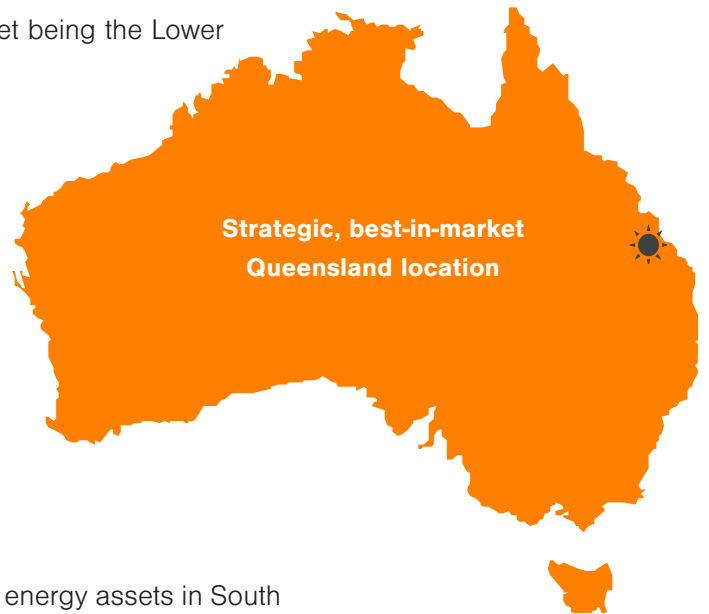 et being the Lower
Strategic, best-in-market
Queensland location
energy assets in South